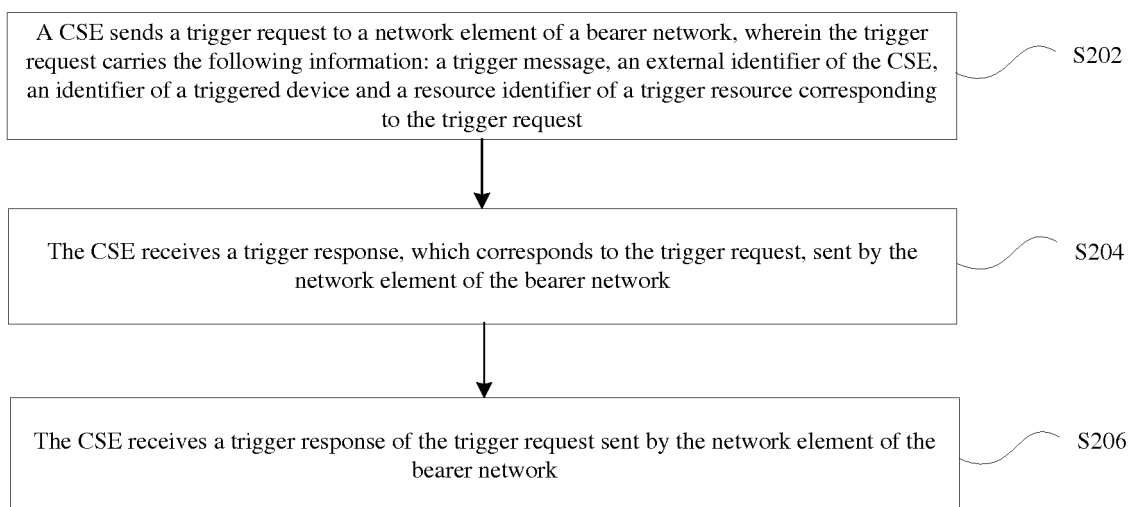 A CSE sends a trigger request to a network element of a bearer network, wherein the trigger
request carries the following information: a trigger message, an external identifier of the CSE,
an identifier of a triggered device and a resource identifier of a trigger resource corresponding
to the trigger request
S202
The CSE receives a trigger response, which corresponds to the trigger request, sent by the
network element of the bearer network
S204
The CSE receives a trigger response of the trigger request sent by the network element of the
bearer network
S206